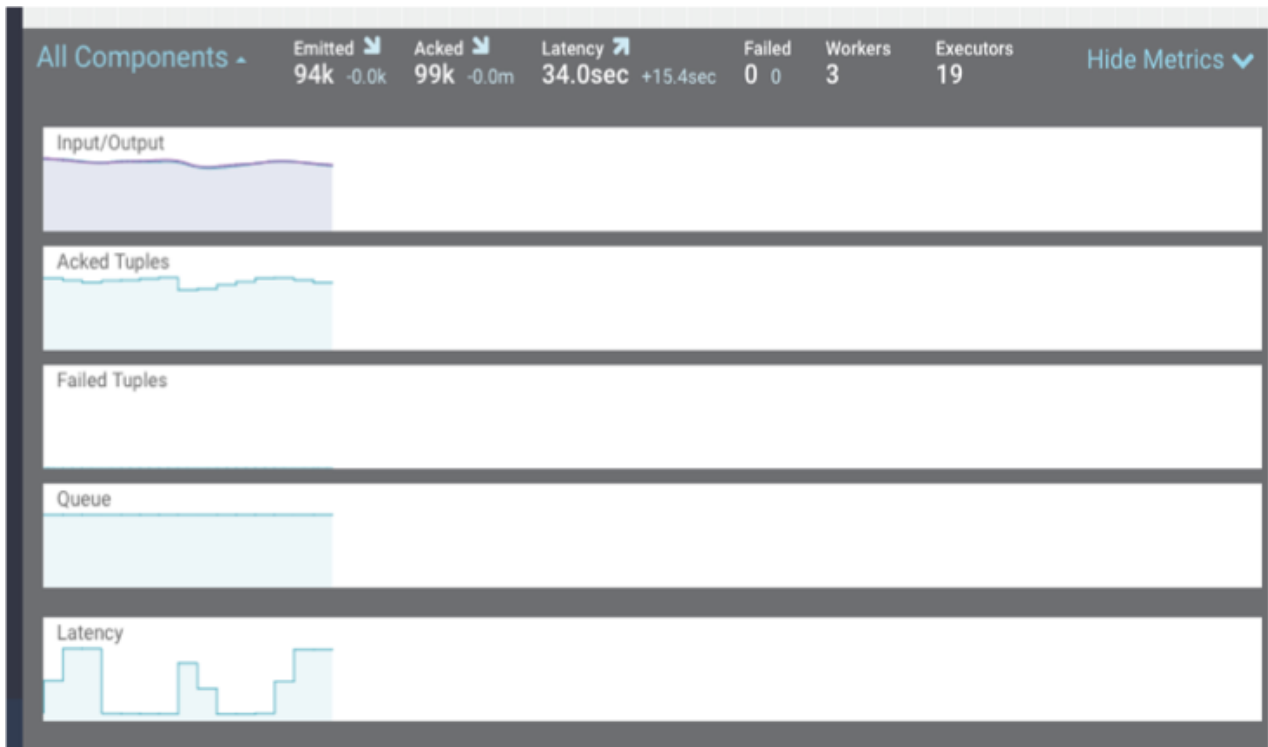 All Components
Emitted Acked Latency Failed Workers Executors
94k -0.0k 99k -0.0m 34.0sec +15.4sec 0 0 3 19
Hide Metrics
Input/Output
Acked Tuples
Failed Tuples
Queue
Latency